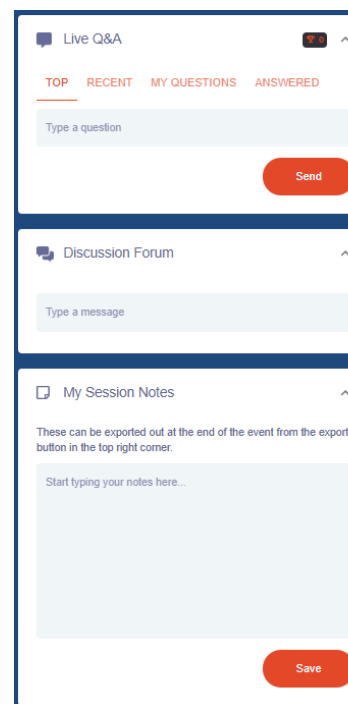 Live Q&A 0
TOP RECENT MY QUESTIONS ANSWERED
Type a question
Send
Discussion Forum
Type a message
My Session Notes
These can be exported out at the end of the event from the export
button in the top right corner.
Start typing your notes here...
Save